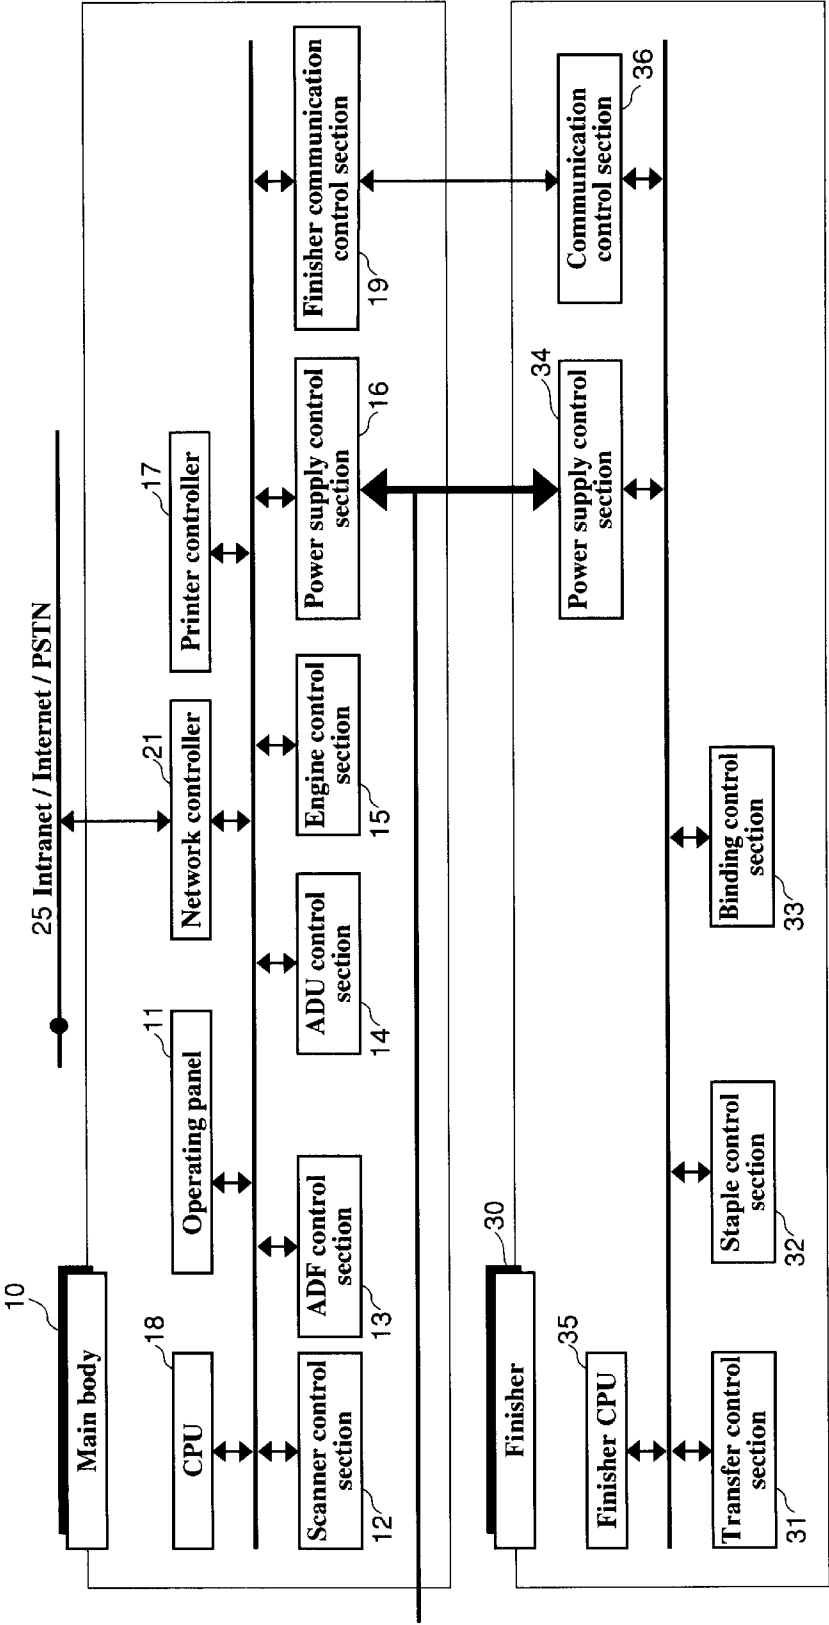 25 Intranet / Internet / PSTN
10
Main body
18
CPU
11
Operating panel
21
Network controller
17
Printer controller
Scanner control
section
12
ADF control
section
13
ADU control
section
14
Engine control
section
15
Power supply control
section
16
Finisher communication
control section
19
30
Finisher
35
Finisher CPU
34
Power supply control
section
36
Communication
control section
Transfer control
section
31
Staple control
section
32
Binding control
section
33